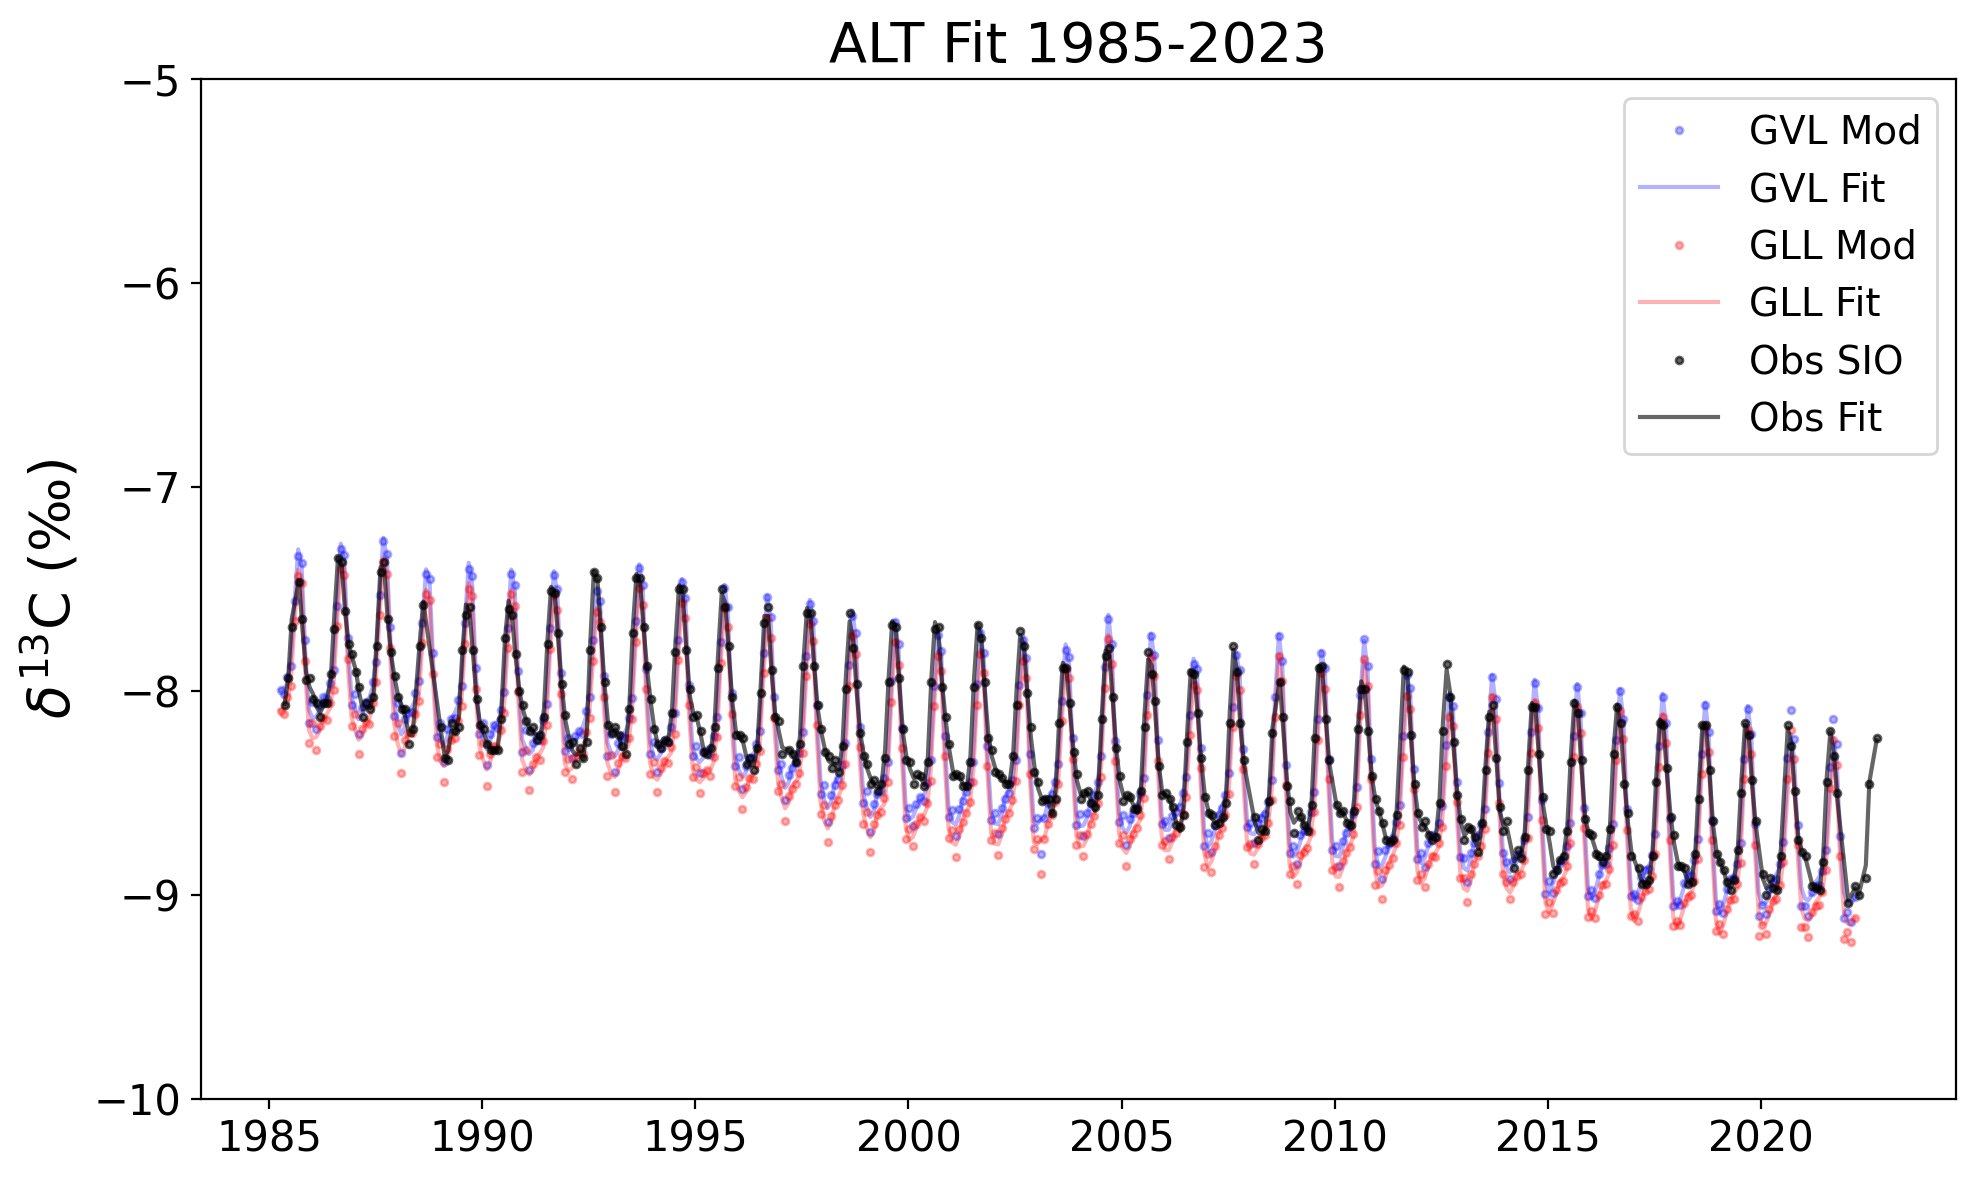 ALT Fit 1985-2023
δ¹³C (‰)
−5
−6
−7
−8
−9
−10
1985 1990 1995 2000 2005 2010 2015 2020
GVL Mod
GVL Fit
GLL Mod
GLL Fit
Obs SIO
Obs Fit